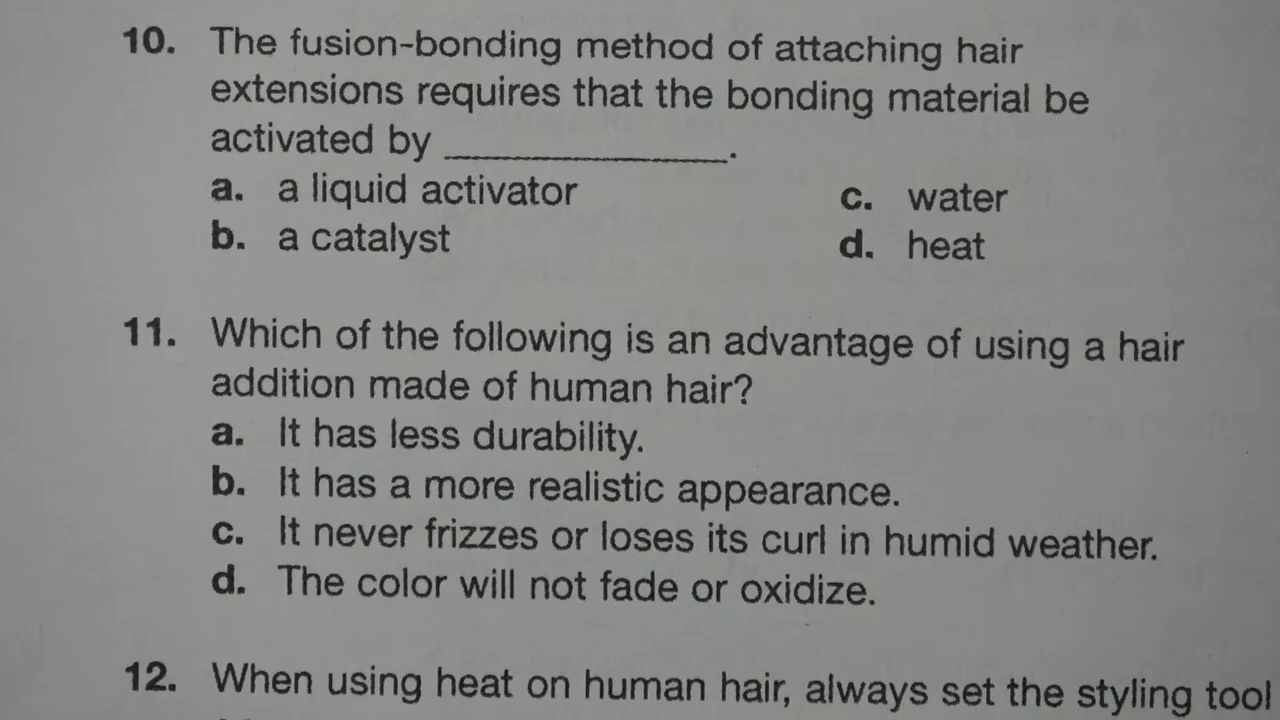 10. The fusion-bonding method of attaching hair
extensions requires that the bonding material be
activated by ______________.
a. a liquid activator c. water
b. a catalyst d. heat
11. Which of the following is an advantage of using a hair
addition made of human hair?
a. It has less durability.
b. It has a more realistic appearance.
c. It never frizzes or loses its curl in humid weather.
d. The color will not fade or oxidize.
12. When using heat on human hair, always set the styling tool